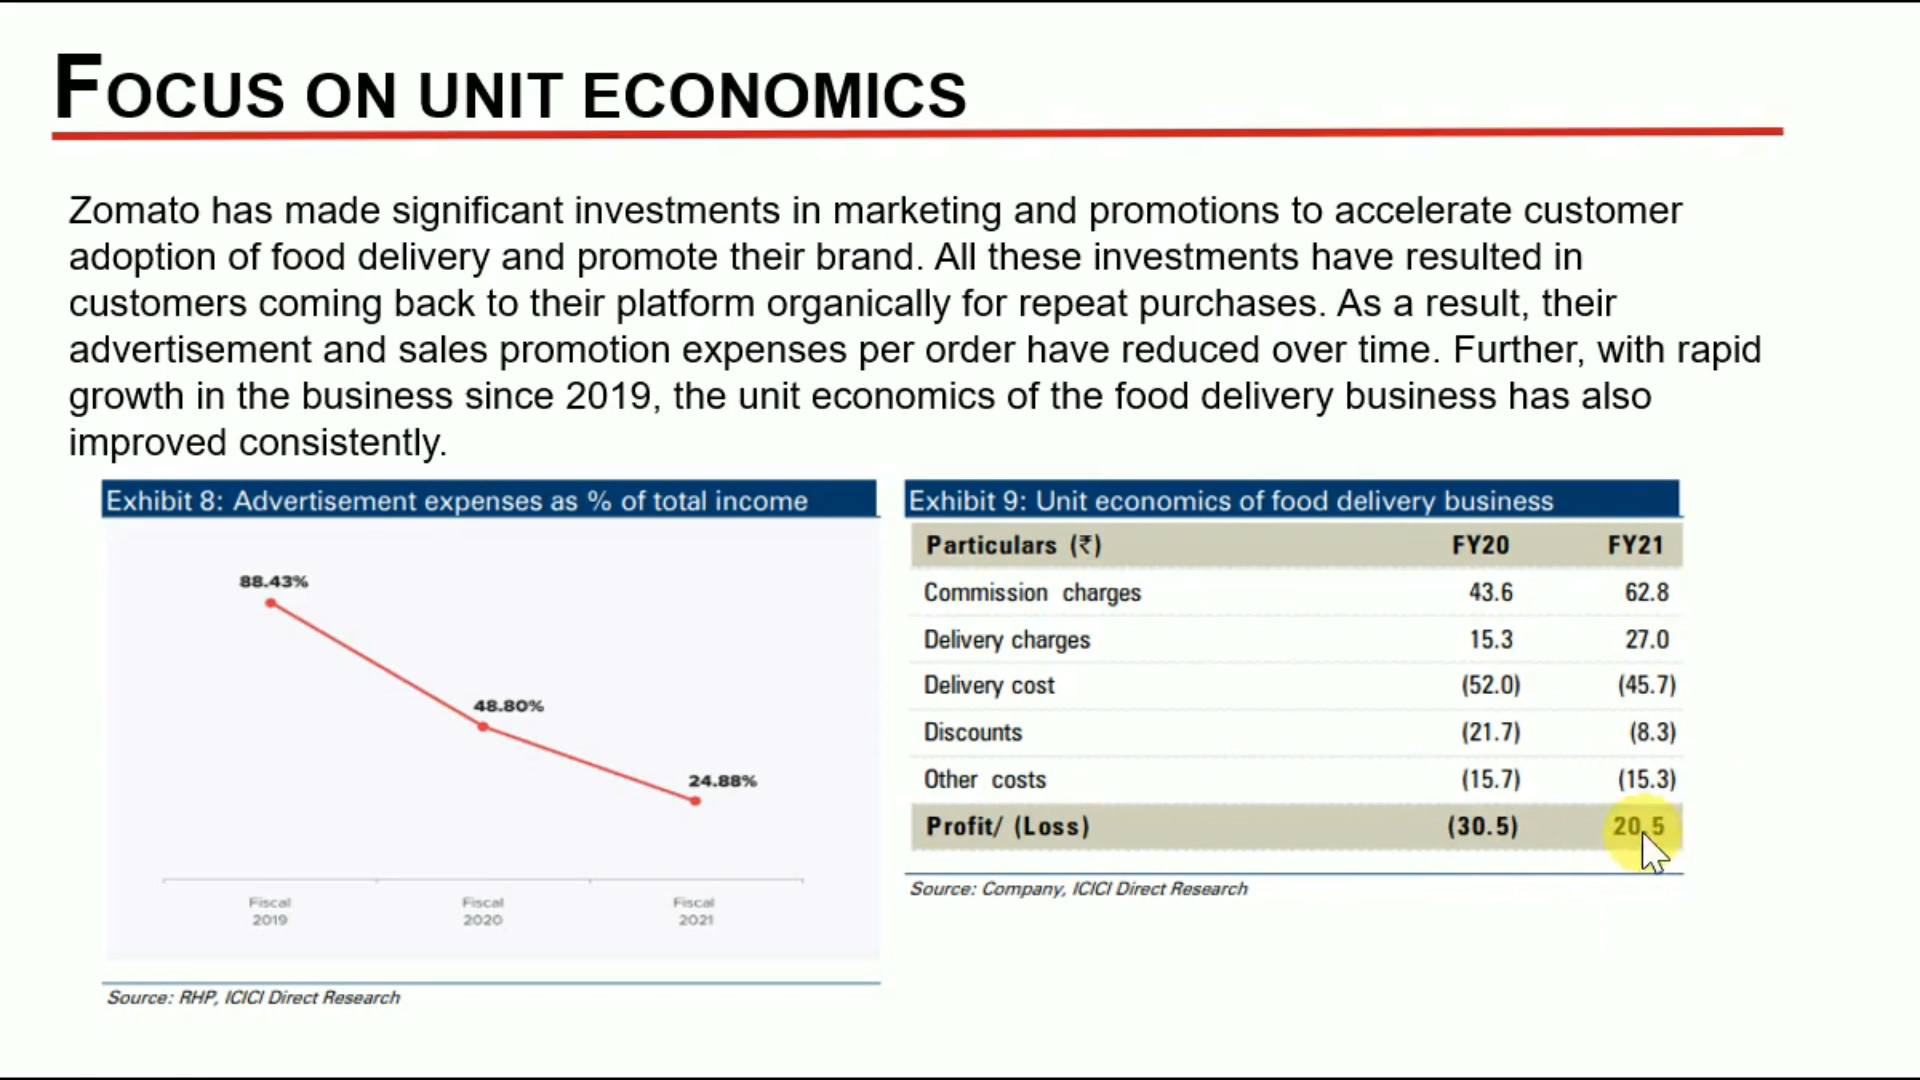 FOCUS ON UNIT ECONOMICS
Zomato has made significant investments in marketing and promotions to accelerate customer
adoption of food delivery and promote their brand. All these investments have resulted in
customers coming back to their platform organically for repeat purchases. As a result, their
advertisement and sales promotion expenses per order have reduced over time. Further, with rapid
growth in the business since 2019, the unit economics of the food delivery business has also
improved consistently.
Exhibit 8: Advertisement expenses as % of total income
88.43%
48.80%
24.88%
Fiscal 2019
Fiscal 2020
Fiscal 2021
Source: RHP, ICICI Direct Research
Exhibit 9: Unit economics of food delivery business
Particulars (₹) FY20 FY21
Commission charges 43.6 62.8
Delivery charges 15.3 27.0
Delivery cost (52.0) (45.7)
Discounts (21.7) (8.3)
Other costs (15.7) (15.3)
Profit/ (Loss) (30.5) 20.5
Source: Company, ICICI Direct Research